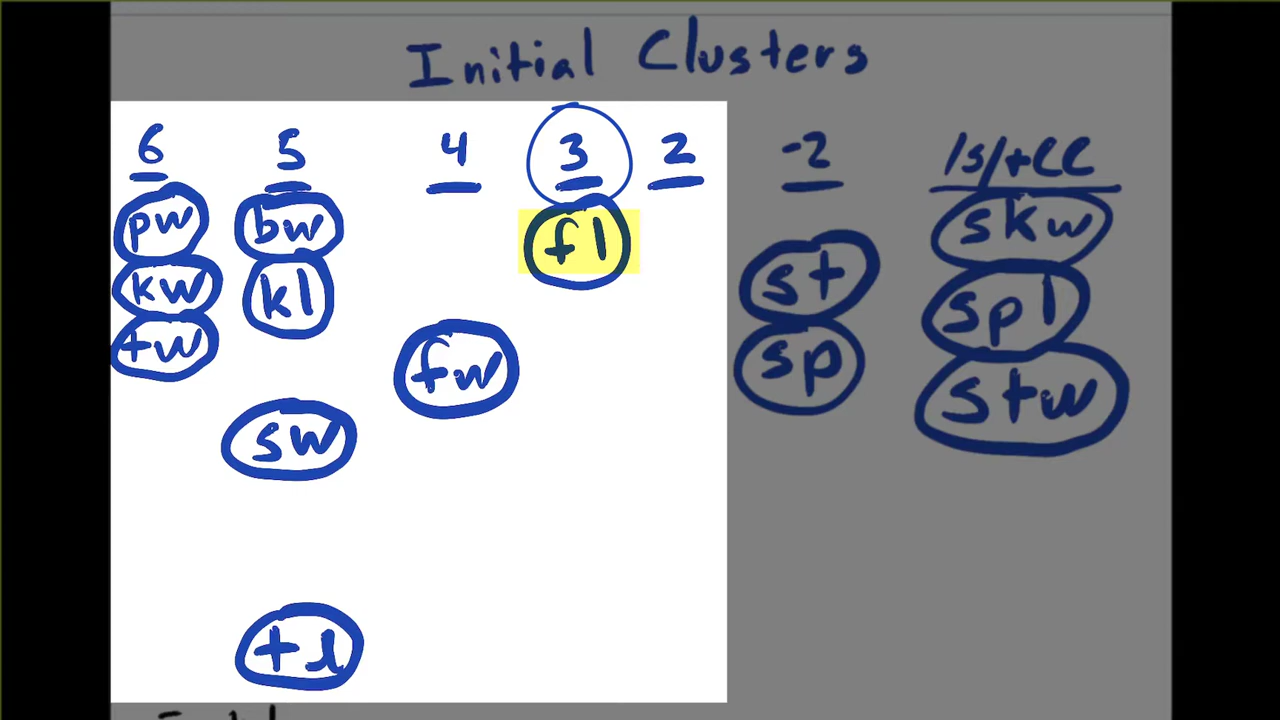 Initial Clusters
6 5 4 3 2 -2 /s/+CC
pw bw fl st skw
kw kl sp spl
tw fw stw
sw
tl